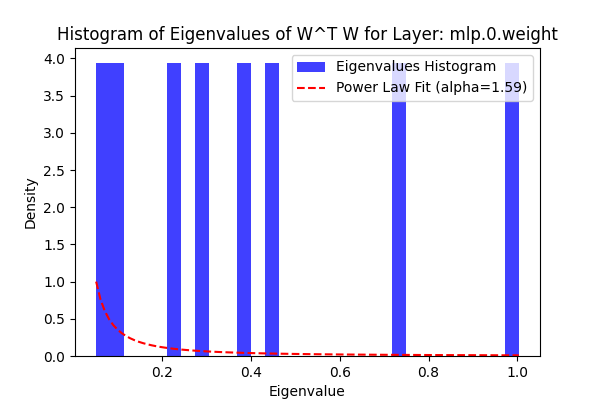 Histogram of Eigenvalues of W^T W for Layer: mlp.0.weight
Eigenvalues Histogram
Power Law Fit (alpha=1.59)
Density
4.0
3.5
3.0
2.5
2.0
1.5
1.0
0.5
0.0
0.2
0.4
0.6
0.8
1.0
Eigenvalue